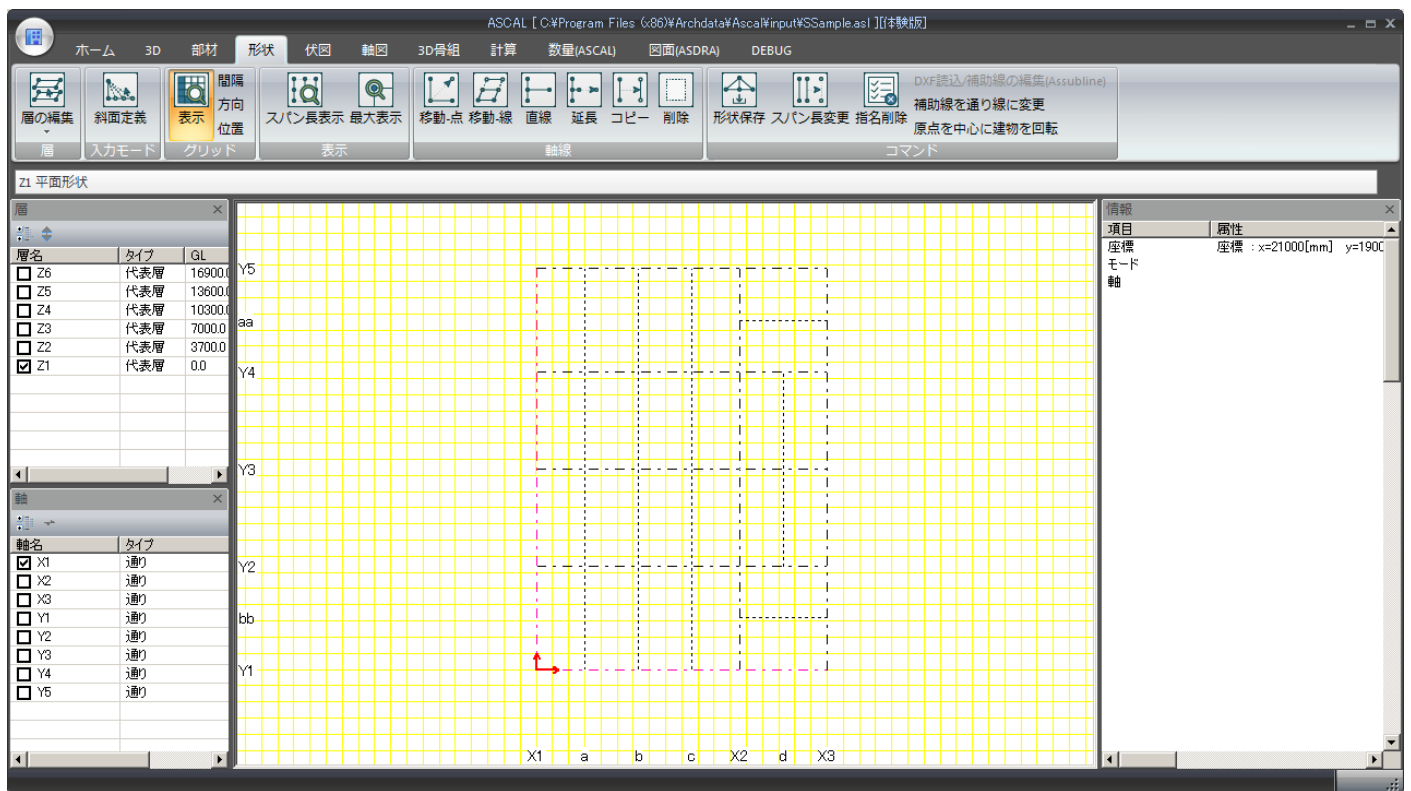 ASCAL [ C:¥Program Files (x86)¥Archdata¥Ascal¥input¥SSample.asl ][体験版]
ホーム 3D 部材 形状 伏図 軸図 3D骨組 計算 数量(ASCAL) 図面(ASDRA) DEBUG
層の編集 斜面定義 表示 間隔 方向 位置 スパン長表示 最大表示 移動-点 移動-線 直線 延長 コピー 削除 形状保存 スパン長変更 指名削除 DXF読込/補助線の編集(Assubline)
補助線を通り線に変更
原点を中心に建物を回転
層 入力モード グリッド 表示 軸線 コマンド
Z1 平面形状
層
層名 タイプ GL
Z6 代表層 16900.0
Z5 代表層 13600.0
Z4 代表層 10300.0
Z3 代表層 7000.0
Z2 代表層 3700.0
Z1 代表層 0.0
軸
軸名 タイプ
X1 通り
X2 通り
X3 通り
Y1 通り
Y2 通り
Y3 通り
Y4 通り
Y5 通り
Y5
aa
Y4
Y3
Y2
bb
Y1
X1 a b c X2 d X3
情報
項目 属性
座標 座標 : x=21000[mm] y=1900
モード
軸